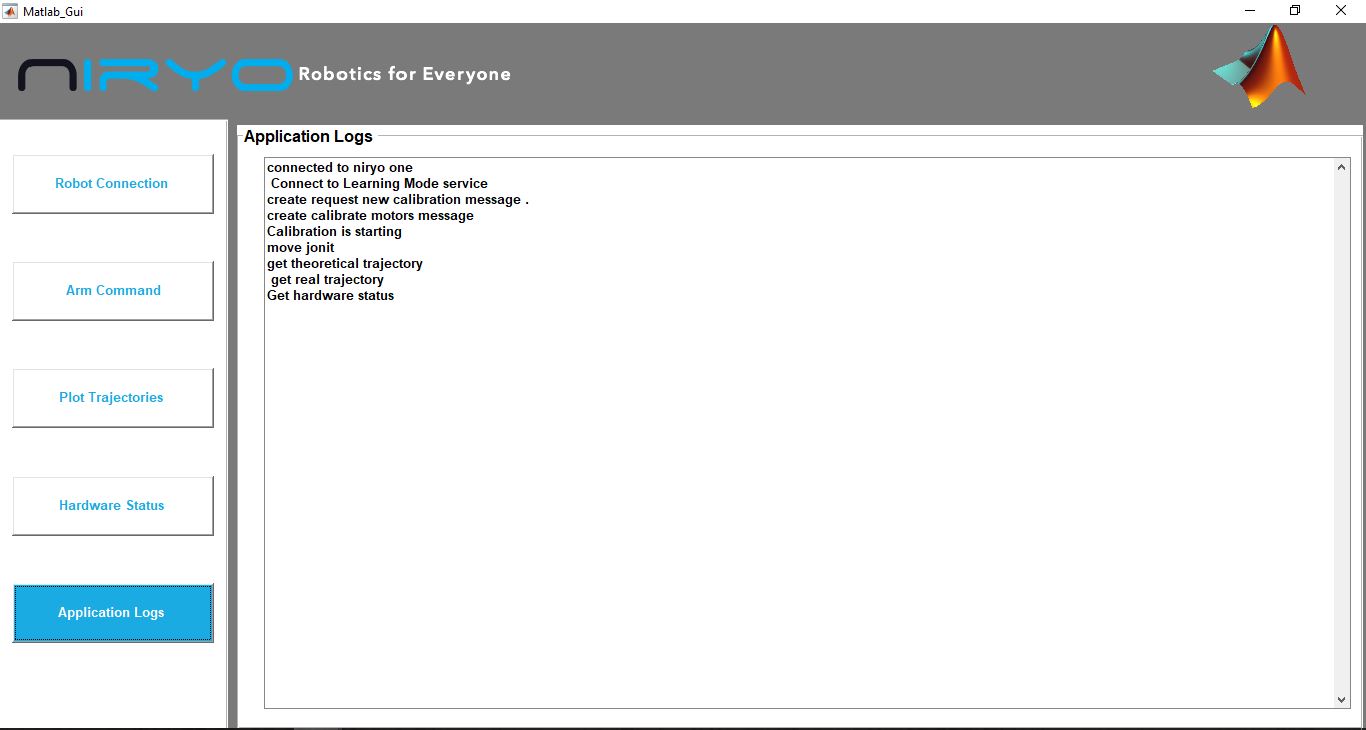 Matlab_Gui
NIRYO Robotics for Everyone
Robot Connection
Arm Command
Plot Trajectories
Hardware Status
Application Logs
Application Logs
connected to niryo one
Connect to Learning Mode service
create request new calibration message .
create calibrate motors message
Calibration is starting
move jonit
get theoretical trajectory
get real trajectory
Get hardware status